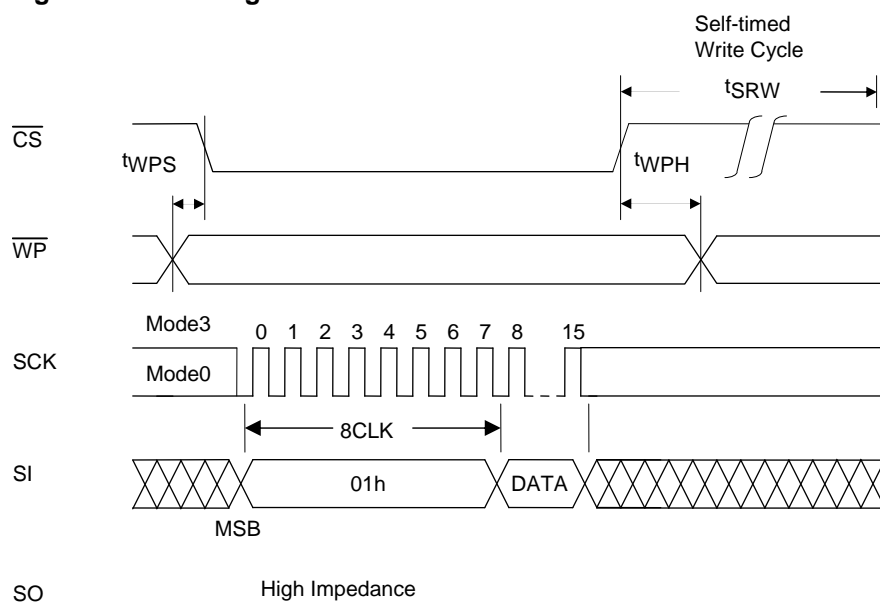 Self-timed
Write Cycle
tSRW
CS
tWPS
tWPH
WP
Mode3
0 1 2 3 4 5 6 7 8 15
SCK
Mode0
8CLK
SI
01h
DATA
MSB
SO
High Impedance